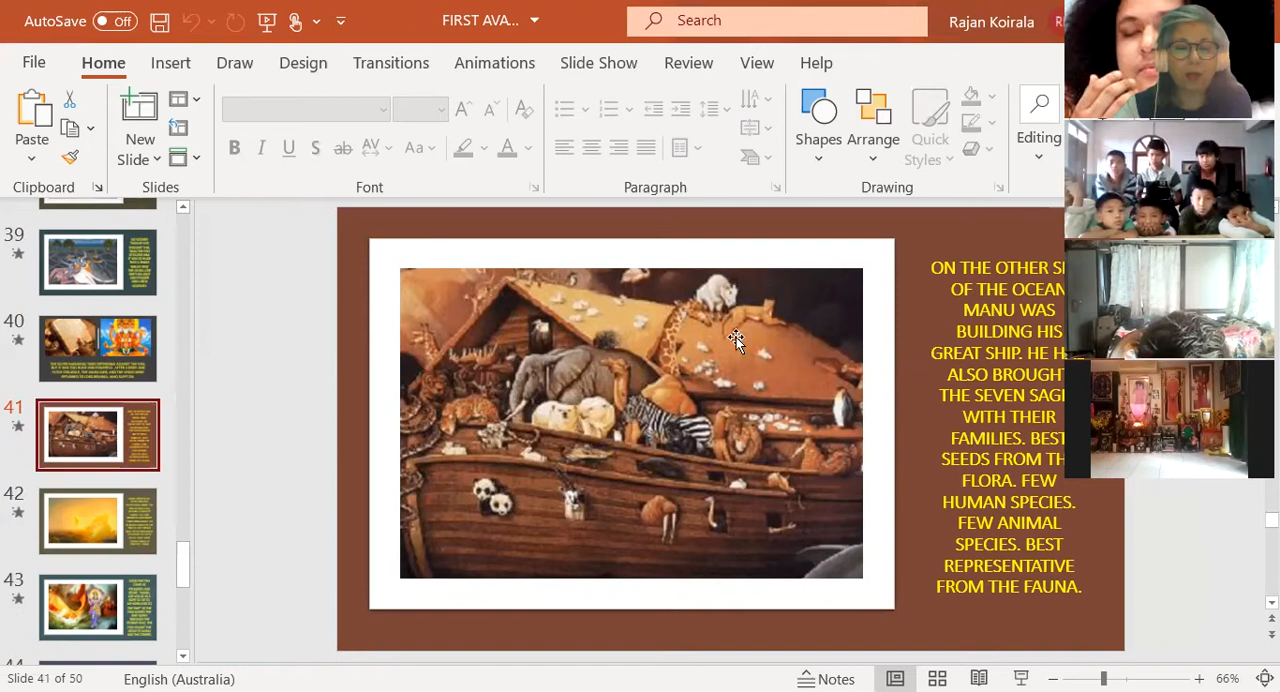 AutoSave Off FIRST AVA... Search Rajan Koirala
File Home Insert Draw Design Transitions Animations Slide Show Review View Help
Paste New Slide Shapes Arrange Quick Styles Editing
Clipboard Slides Font Paragraph Drawing
39
40
41
42
43
ON THE OTHER
OF THE OCEAN
MANU WAS
BUILDING HIS
GREAT SHIP. HE
ALSO BROUGHT
THE SEVEN
WITH THEIR
FAMILIES. BEST
SEEDS FROM
FLORA. FEW
HUMAN SPECIES.
FEW ANIMAL
SPECIES. BEST
REPRESENTATIVE
FROM THE FAUNA.
Slide 41 of 50 English (Australia) Notes 66%